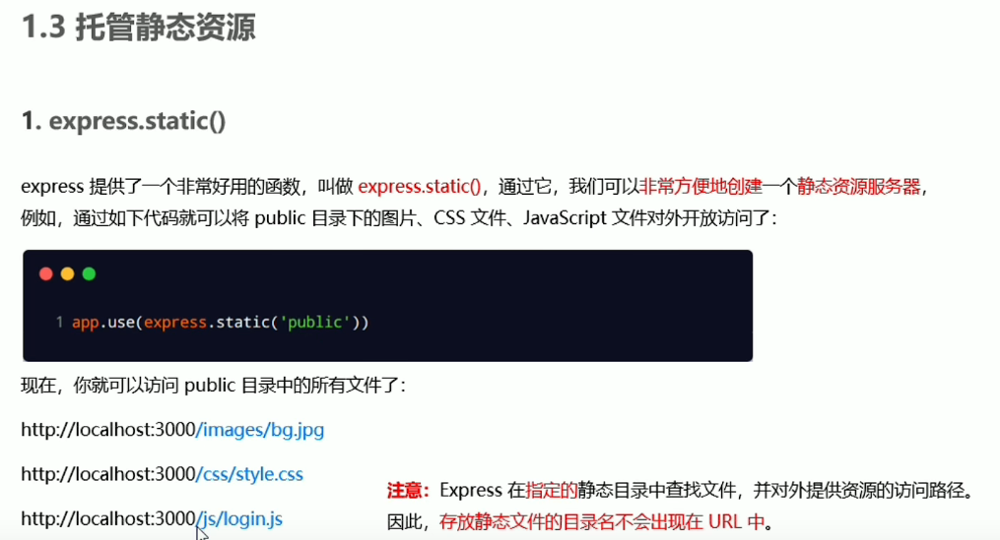 1.3 托管静态资源
1. express.static()
express 提供了一个非常好用的函数，叫做 express.static()，通过它，我们可以非常方便地创建一个静态资源服务器，
例如，通过如下代码就可以将 public 目录下的图片、CSS 文件、JavaScript 文件对外开放访问了：
1 app.use(express.static('public'))
现在，你就可以访问 public 目录中的所有文件了：
http://localhost:3000/images/bg.jpg
http://localhost:3000/css/style.css
http://localhost:3000/js/login.js
注意：Express 在指定的静态目录中查找文件，并对外提供资源的访问路径。
因此，存放静态文件的目录名不会出现在 URL 中。